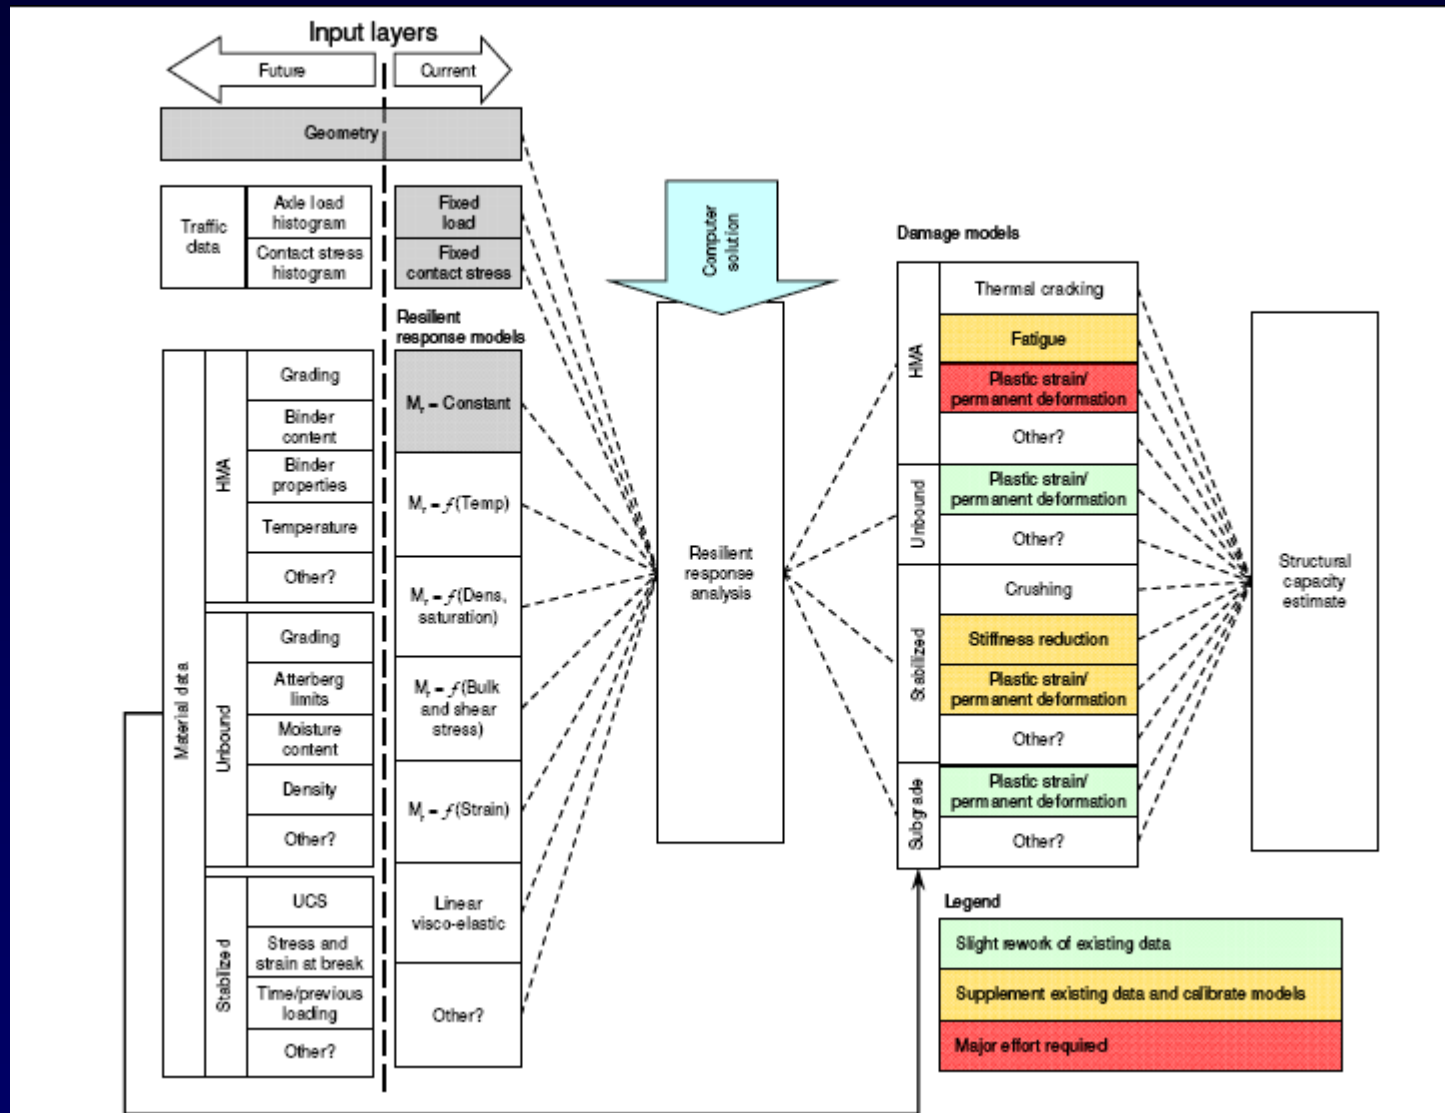 Input layers
Future
Current
Geometry
Traffic
data
Axle load
histogram
Contact stress
histogram
Fixed
load
Fixed
contact stress
Resilient
response models
Material data
HMA
Grading
Binder
content
Binder
properties
Temperature
Other?
Unbound
Grading
Atterberg
limits
Moisture
content
Density
Other?
Stabilized
UCS
Stress and
strain at break
Time/previous
loading
Other?
Mr = Constant
Mr = f(Temp)
Mr = f(Dens,
saturation)
Mr = f(Bulk
and shear
stress)
Mr = f(Strain)
Linear
visco-elastic
Other?
Computer
solution
Resilient
response
analysis
Damage models
HMA
Thermal cracking
Fatigue
Plastic strain/
permanent deformation
Other?
Unbound
Plastic strain/
permanent deformation
Other?
Stabilized
Crushing
Stiffness reduction
Plastic strain/
permanent deformation
Other?
Subgrade
Plastic strain/
permanent deformation
Other?
Structural
capacity
estimate
Legend
Slight rework of existing data
Supplement existing data and calibrate models
Major effort required